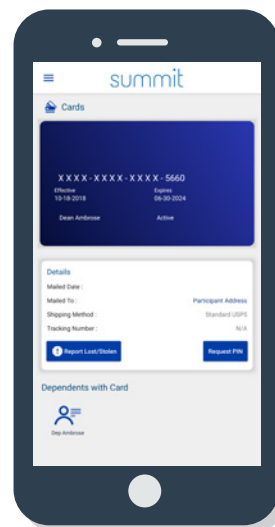 summit
Cards
XXXX-XXXX-XXXX-5660
Effective Expires
10-18-2018 06-30-2024
Dean Ambrose Active
Details
Mailed Date :
Mailed To : Participant Address
Shipping Method : Standard USPS
Tracking Number : N/A
Report Lost/Stolen Request PIN
Dependents with Card
Dep Ambrose